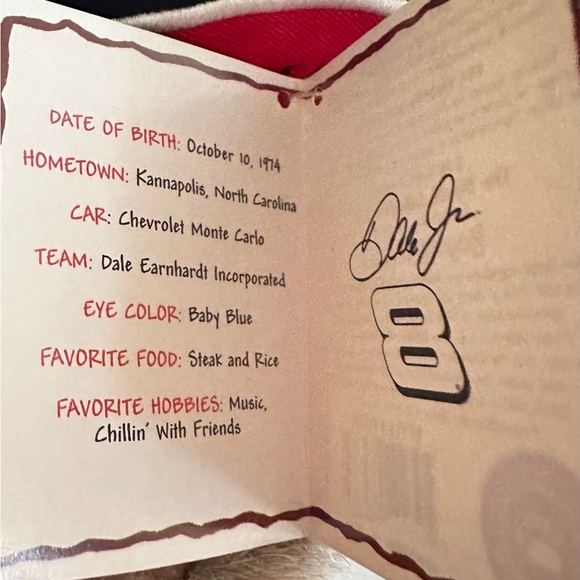 DATE OF BIRTH: October 10, 1974
HOMETOWN: Kannapolis, North Carolina
CAR: Chevrolet Monte Carlo
TEAM: Dale Earnhardt Incorporated
EYE COLOR: Baby Blue
FAVORITE FOOD: Steak and Rice
FAVORITE HOBBIES: Music,
Chillin' With Friends
Dale Jr
8